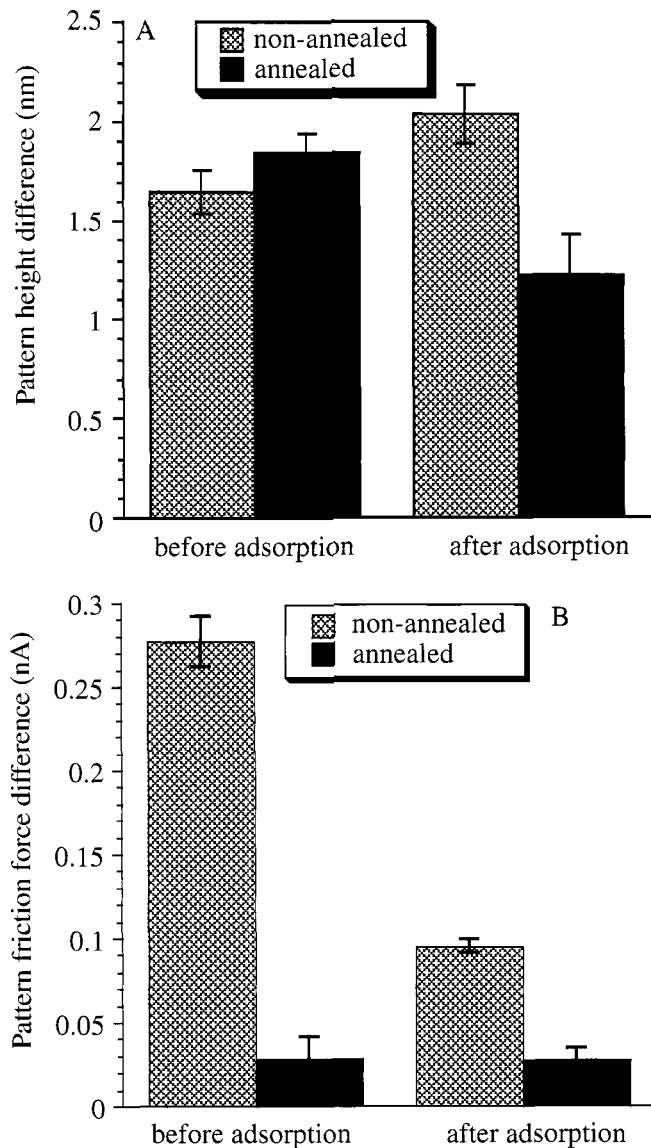 A
non-annealed
annealed
Pattern height difference (nm)
2.5
2
1.5
1
0.5
0
before adsorption
after adsorption
B
non-annealed
annealed
Pattern friction force difference (nA)
0.3
0.25
0.2
0.15
0.1
0.05
0
before adsorption
after adsorption